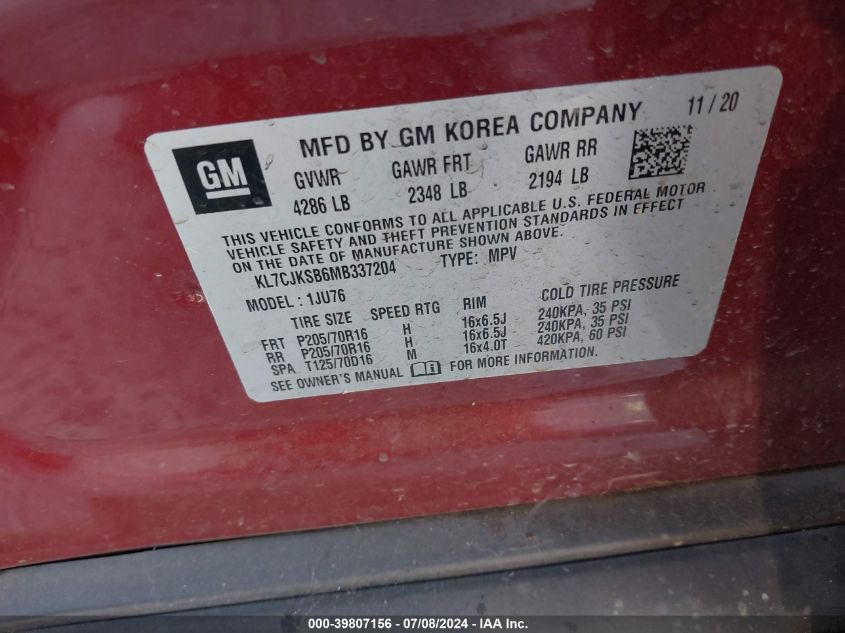 MFD BY GM KOREA COMPANY 11 / 20
GM
GVWR GAWR FRT GAWR RR
4286 LB 2348 LB 2194 LB
THIS VEHICLE CONFORMS TO ALL APPLICABLE U.S. FEDERAL MOTOR
VEHICLE SAFETY AND THEFT PREVENTION STANDARDS IN EFFECT
ON THE DATE OF MANUFACTURE SHOWN ABOVE.
KL7CJKSB6MB337204 TYPE: MPV
MODEL : 1JU76
TIRE SIZE SPEED RTG RIM COLD TIRE PRESSURE
FRT P205/70R16 H 16x6.5J 240KPA, 35 PSI
RR P205/70R16 H 16x6.5J 240KPA, 35 PSI
SPA T125/70D16 M 16x4.0T 420KPA, 60 PSI
SEE OWNER'S MANUAL FOR MORE INFORMATION.
000-39807156 - 07/08/2024 - IAAI.com - Copyright © 2024 IAA, Inc.